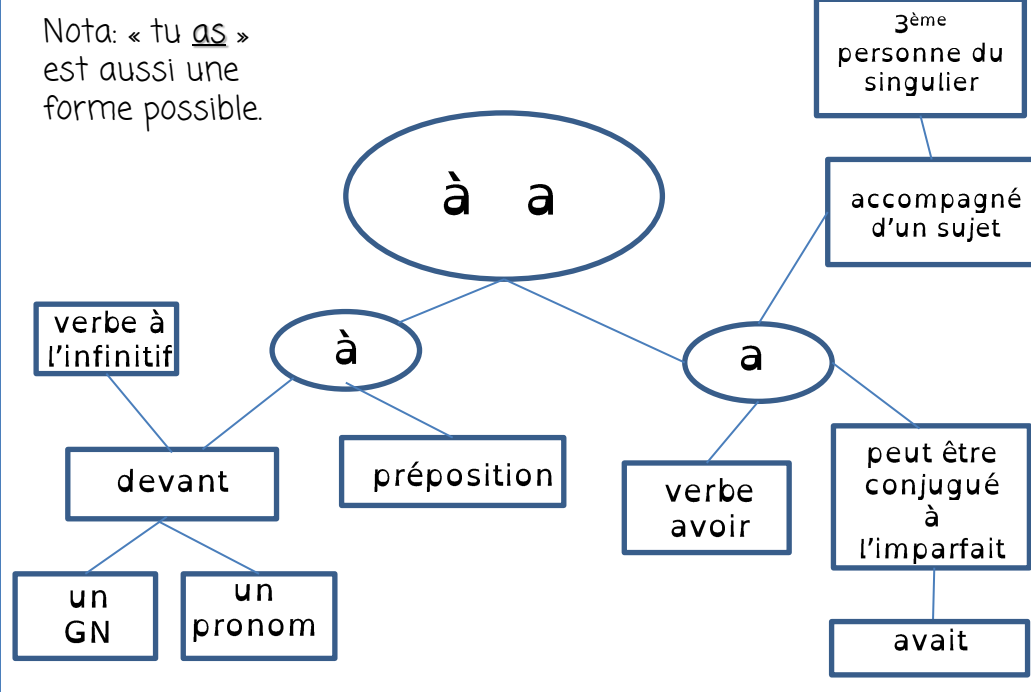 Nota: « tu as »
est aussi une
forme possible.
3ème
personne du
singulier
à a
accompagné
d'un sujet
verbe à
l'infinitif
à
a
devant
préposition
verbe
avoir
peut être
conjugué
à
l'imparfait
un
GN
un
pronom
avait